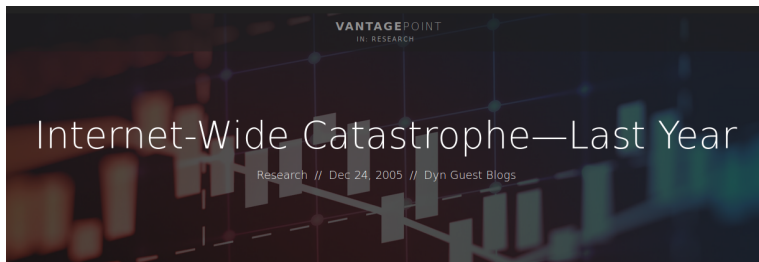 VANTAGEPOINT
IN: RESEARCH
Internet-Wide Catastrophe—Last Year
Research // Dec 24, 2005 // Dyn Guest Blogs